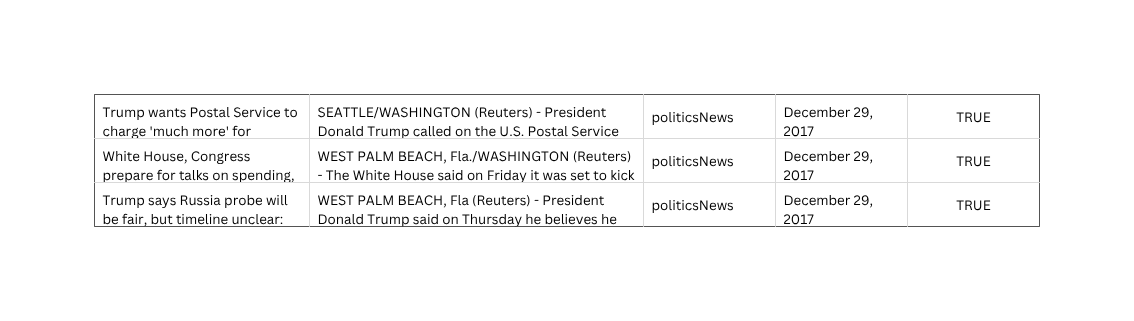 Trump wants Postal Service to
charge 'much more' for
SEATTLE/WASHINGTON (Reuters) - President
Donald Trump called on the U.S. Postal Service
politicsNews
December 29,
2017
TRUE
White House, Congress
prepare for talks on spending,
WEST PALM BEACH, Fla./WASHINGTON (Reuters)
- The White House said on Friday it was set to kick
politicsNews
December 29,
2017
TRUE
Trump says Russia probe will
be fair, but timeline unclear:
WEST PALM BEACH, Fla (Reuters) - President
Donald Trump said on Thursday he believes he
politicsNews
December 29,
2017
TRUE